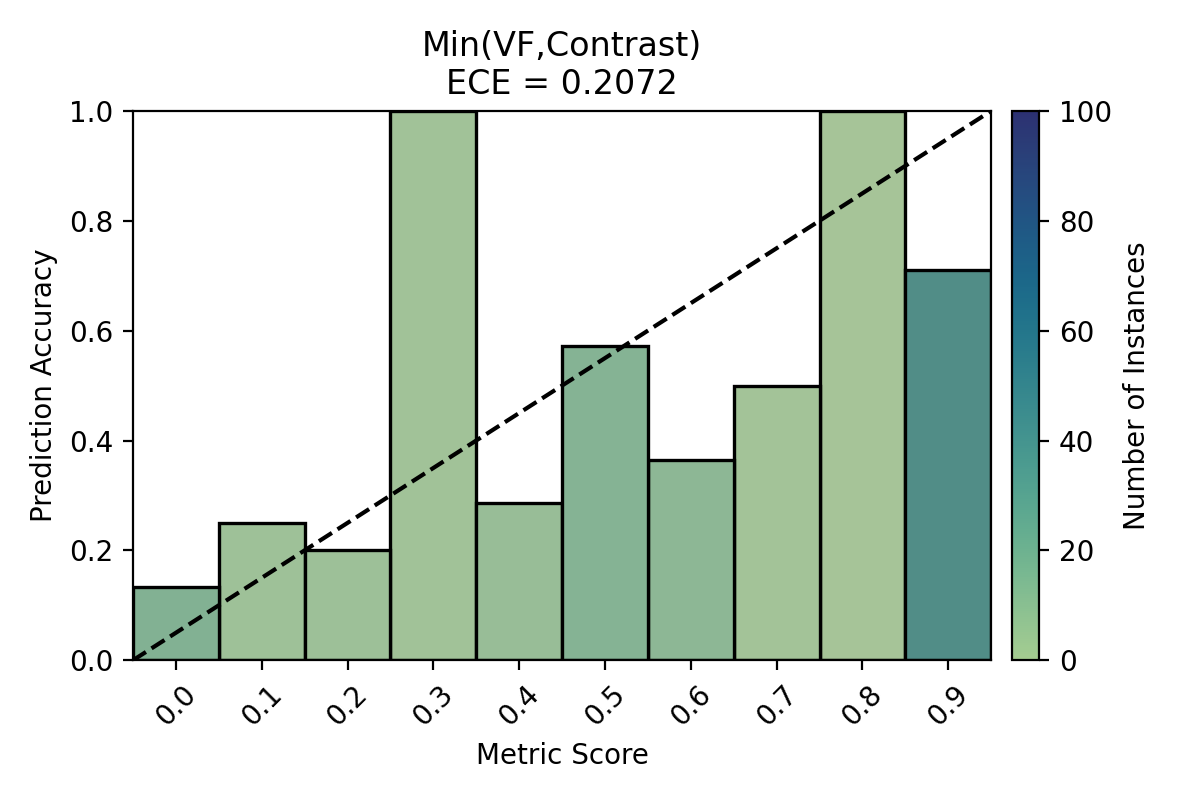 Min(VF,Contrast)
ECE = 0.2072
1.0
0.8
0.6
0.4
0.2
0.0
Prediction Accuracy
0.0 0.1 0.2 0.3 0.4 0.5 0.6 0.7 0.8 0.9
Metric Score
100
80
60
40
20
0
Number of Instances